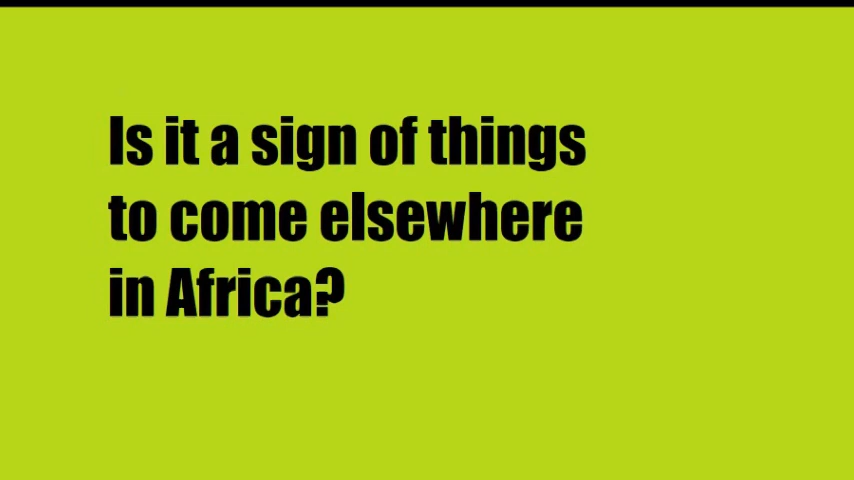 Is it a sign of things
to come elsewhere
in Africa?